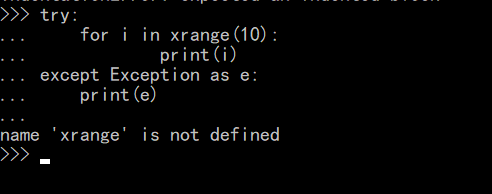 >>> try:
...     for i in xrange(10):
...             print(i)
... except Exception as e:
...     print(e)
...
name 'xrange' is not defined
>>>